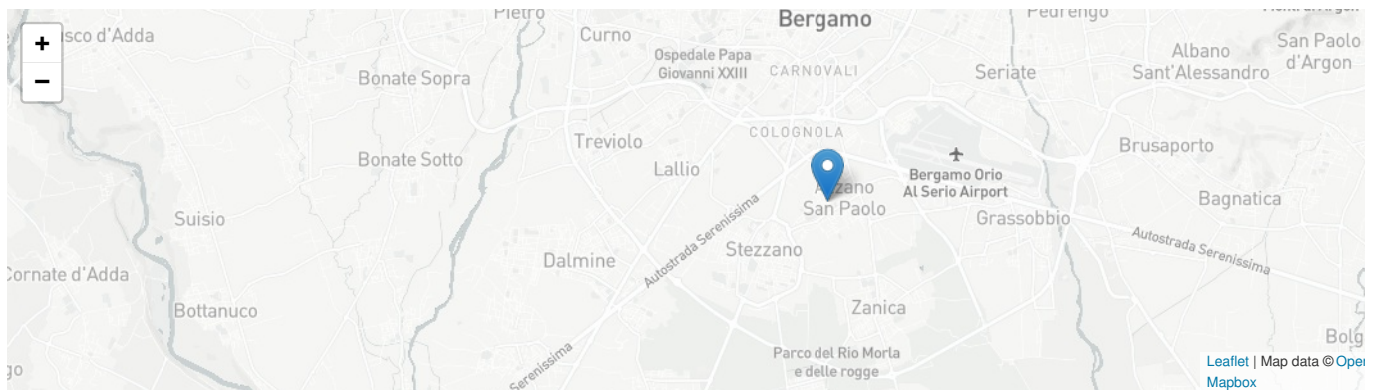 Pietro
Bergamo
Pedrengo
+
sco d'Adda
Curno
Ospedale Papa
Giovanni XXIII
CARNOVALI
Seriate
Albano
Sant'Alessandro
San Paolo
d'Argon
−
Bonate Sopra
COLOGNOLA
Treviolo
Brusaporto
Bonate Sotto
Lallio
Bergamo Orio
Al Serio Airport
Azzano
San Paolo
Bagnatica
Suisio
Grassobbio
Autostrada Serenissima
Stezzano
Autostrada Serenissima
Dalmine
Cornate d'Adda
Bottanuco
Zanica
Bolg
Parco del Rio Morla
e delle rogge
Serenissima
go
Leaflet | Map data © Oper
Mapbox